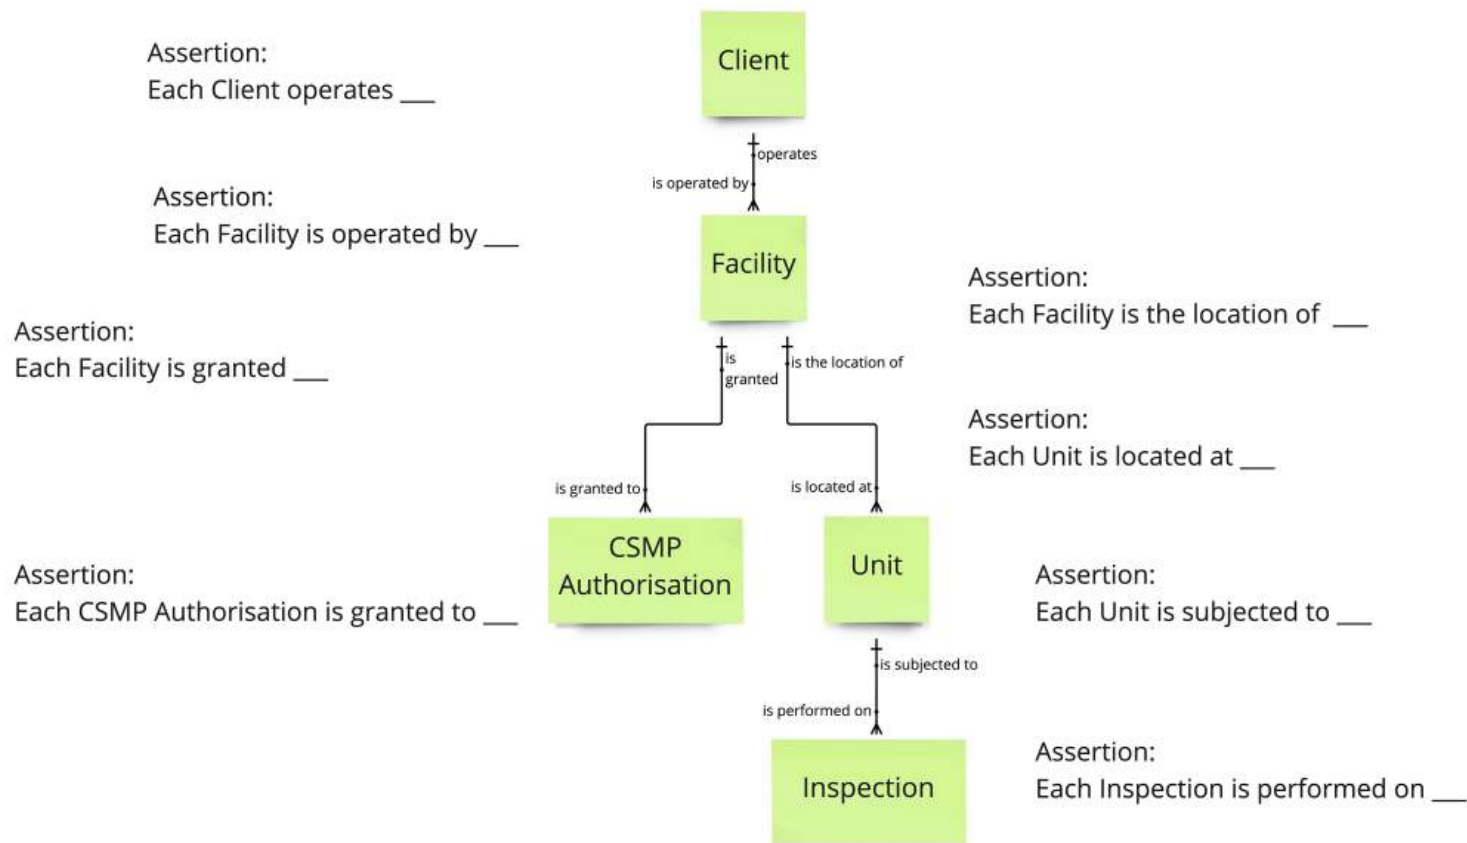 Client
Assertion:
Each Client operates ___
operates
is operated by
Assertion:
Each Facility is operated by ___
Facility
Assertion:
Each Facility is the location of ___
Assertion:
Each Facility is granted ___
is
granted
is the location of
Assertion:
Each Unit is located at ___
is granted to
is located at
CSMP
Authorisation
Unit
Assertion:
Each CSMP Authorisation is granted to ___
Assertion:
Each Unit is subjected to ___
is subjected to
is performed on
Inspection
Assertion:
Each Inspection is performed on ___